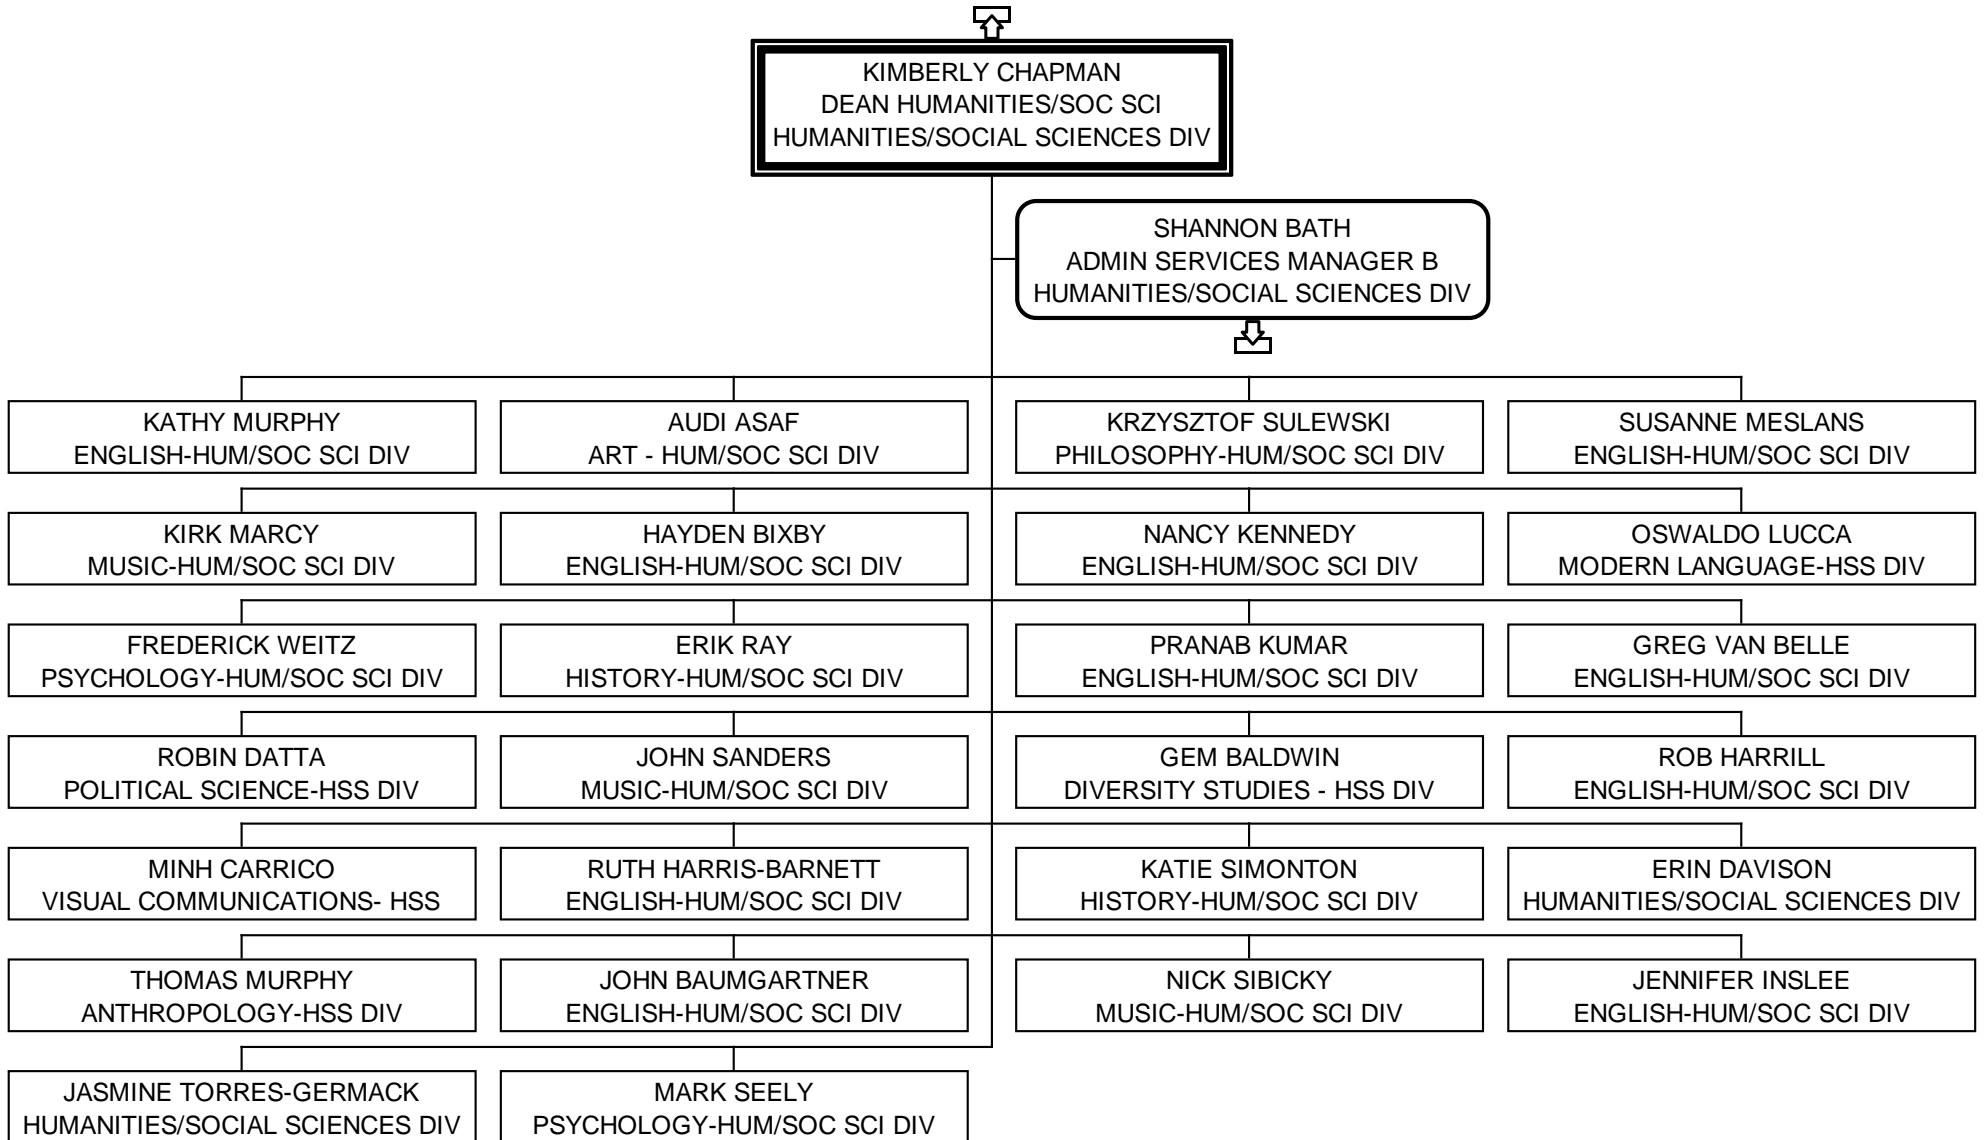 KIMBERLY CHAPMAN
DEAN HUMANITIES/SOC SCI
HUMANITIES/SOCIAL SCIENCES DIV
SHANNON BATH
ADMIN SERVICES MANAGER B
HUMANITIES/SOCIAL SCIENCES DIV
KATHY MURPHY
ENGLISH-HUM/SOC SCI DIV
AUDI ASAF
ART - HUM/SOC SCI DIV
KRZYSZTOF SULEWSKI
PHILOSOPHY-HUM/SOC SCI DIV
SUSANNE MESLANS
ENGLISH-HUM/SOC SCI DIV
KIRK MARCY
MUSIC-HUM/SOC SCI DIV
HAYDEN BIXBY
ENGLISH-HUM/SOC SCI DIV
NANCY KENNEDY
ENGLISH-HUM/SOC SCI DIV
OSWALDO LUCCA
MODERN LANGUAGE-HSS DIV
FREDERICK WEITZ
PSYCHOLOGY-HUM/SOC SCI DIV
ERIK RAY
HISTORY-HUM/SOC SCI DIV
PRANAB KUMAR
ENGLISH-HUM/SOC SCI DIV
GREG VAN BELLE
ENGLISH-HUM/SOC SCI DIV
ROBIN DATTA
POLITICAL SCIENCE-HSS DIV
JOHN SANDERS
MUSIC-HUM/SOC SCI DIV
GEM BALDWIN
DIVERSITY STUDIES - HSS DIV
ROB HARRILL
ENGLISH-HUM/SOC SCI DIV
MINH CARRICO
VISUAL COMMUNICATIONS- HSS
RUTH HARRIS-BARNETT
ENGLISH-HUM/SOC SCI DIV
KATIE SIMONTON
HISTORY-HUM/SOC SCI DIV
ERIN DAVISON
HUMANITIES/SOCIAL SCIENCES DIV
THOMAS MURPHY
ANTHROPOLOGY-HSS DIV
JOHN BAUMGARTNER
ENGLISH-HUM/SOC SCI DIV
NICK SIBICKY
MUSIC-HUM/SOC SCI DIV
JENNIFER INSLEE
ENGLISH-HUM/SOC SCI DIV
JASMINE TORRES-GERMACK
HUMANITIES/SOCIAL SCIENCES DIV
MARK SEELY
PSYCHOLOGY-HUM/SOC SCI DIV